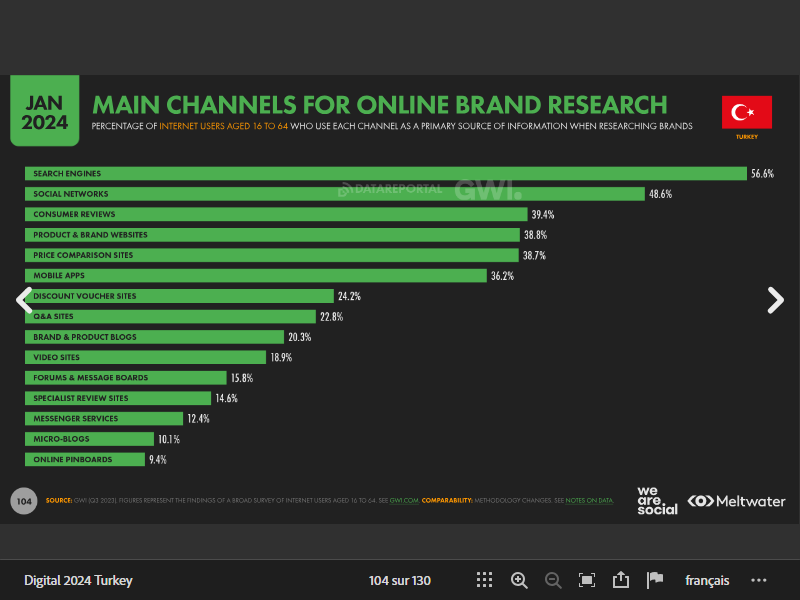 JAN
2024
MAIN CHANNELS FOR ONLINE BRAND RESEARCH
PERCENTAGE OF INTERNET USERS AGED 16 TO 64 WHO USE EACH CHANNEL AS A PRIMARY SOURCE OF INFORMATION WHEN RESEARCHING BRANDS
TURKEY
SEARCH ENGINES 56.6%
DATAREPORTAL GWI.
SOCIAL NETWORKS 48.6%
CONSUMER REVIEWS 39.4%
PRODUCT & BRAND WEBSITES 38.8%
PRICE COMPARISON SITES 38.7%
MOBILE APPS 36.2%
DISCOUNT VOUCHER SITES 24.2%
Q&A SITES 22.8%
BRAND & PRODUCT BLOGS 20.3%
VIDEO SITES 18.9%
FORUMS & MESSAGE BOARDS 15.8%
SPECIALIST REVIEW SITES 14.6%
MESSENGER SERVICES 12.4%
MICRO-BLOGS 10.1%
ONLINE PINBOARDS 9.4%
104
SOURCE: GWI (Q3 2023). FIGURES REPRESENT THE FINDINGS OF A BROAD SURVEY OF INTERNET USERS AGED 16 TO 64. SEE GWI.COM. COMPARABILITY: METHODOLOGY CHANGES. SEE NOTES ON DATA.
we
are.
social
Meltwater
Digital 2024 Turkey
104 sur 130
français